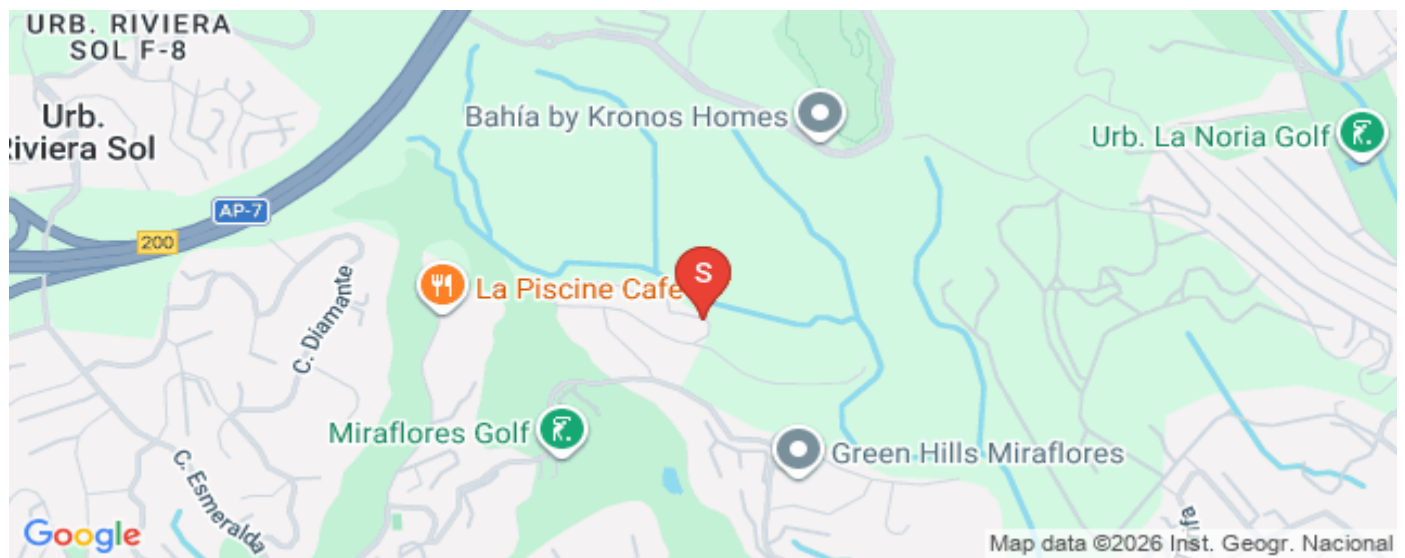 URB. RIVIERA
SOL F-8
Urb.
Riviera Sol
AP-7
200
Bahía by Kronos Homes
Urb. La Noria Golf
La Piscine Cafe
S
C. Diamante
Miraflores Golf
Green Hills Miraflores
C. Esmeralda
Google
Map data ©2026 Inst. Geogr. Nacional